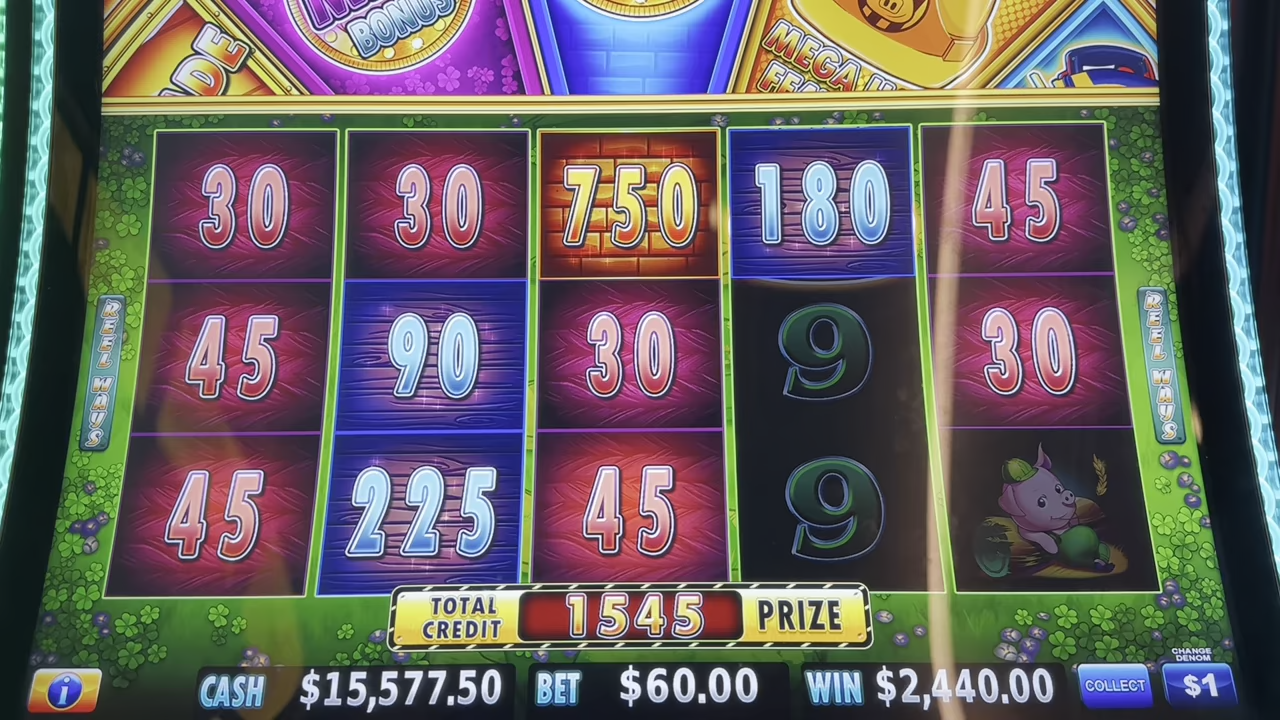 BONUS
MEGA
30 30 750 180 45
45 90 30 9 30
45 225 45 9
REEL WAYS
REEL WAYS
TOTAL CREDIT 1545 PRIZE
CHANGE DENOM
CASH $15,577.50 BET $60.00 WIN $2,440.00 COLLECT $1